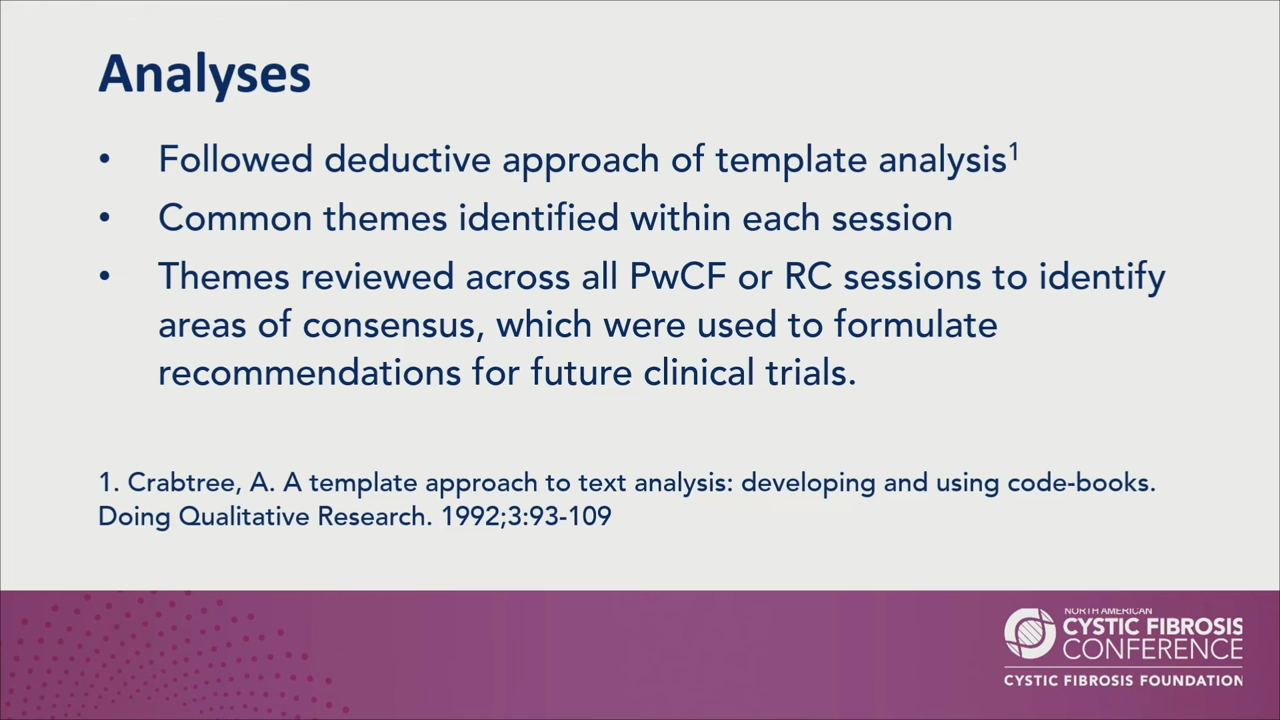 Analyses
• Followed deductive approach of template analysis¹
• Common themes identified within each session
• Themes reviewed across all PwCF or RC sessions to identify
areas of consensus, which were used to formulate
recommendations for future clinical trials.
1. Crabtree, A. A template approach to text analysis: developing and using code-books.
Doing Qualitative Research. 1992;3:93-109
NORTH AMERICAN
CYSTIC FIBROSIS
CONFERENCE
CYSTIC FIBROSIS FOUNDATION